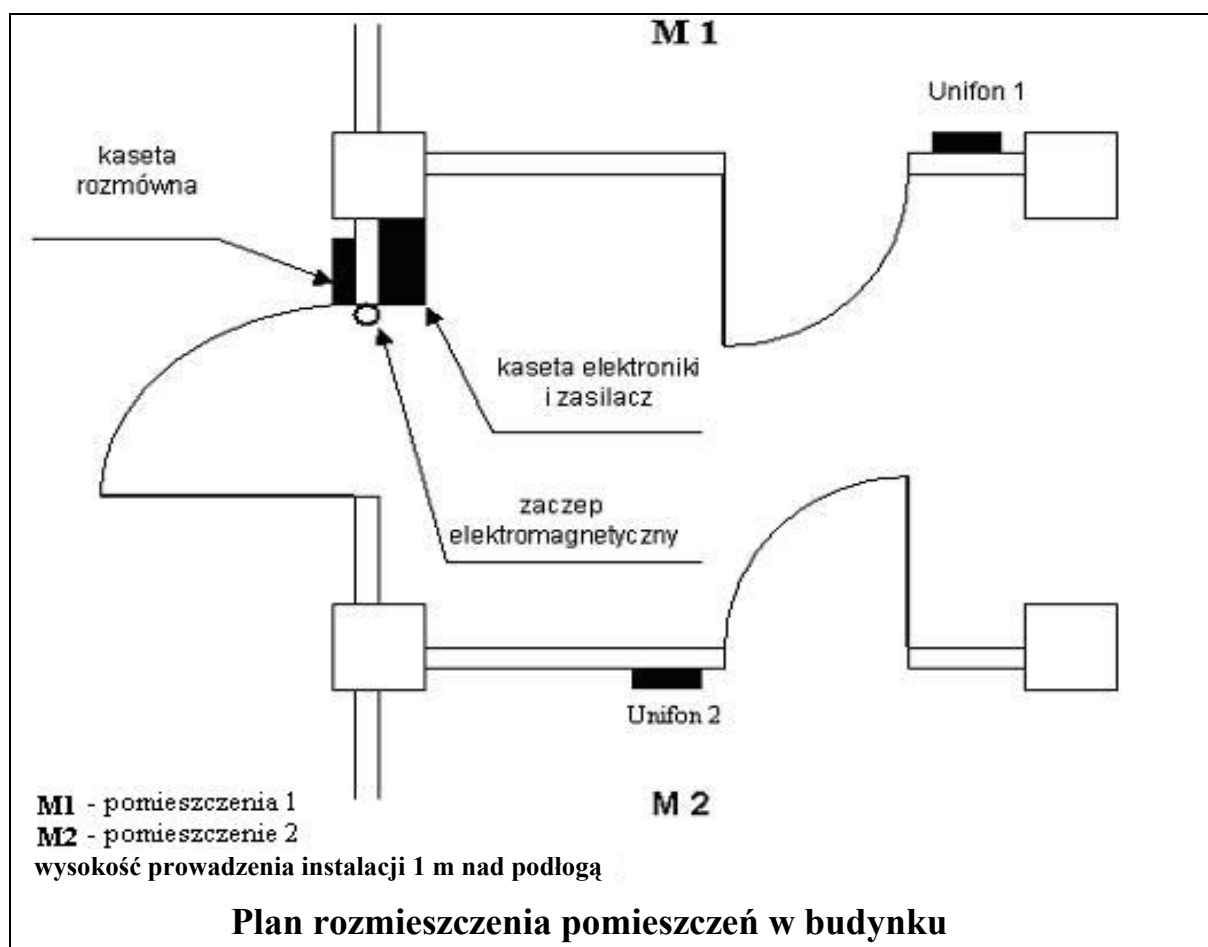 M 1
Unifon 1
kaseta
rozmówna
kaseta elektroniki
i zasilacz
zaczep
elektromagnetyczny
Unifon 2
M 2
M1 - pomieszczenia 1
M2 - pomieszczenie 2
wysokość prowadzenia instalacji 1 m nad podłogą
Plan rozmieszczenia pomieszczeń w budynku